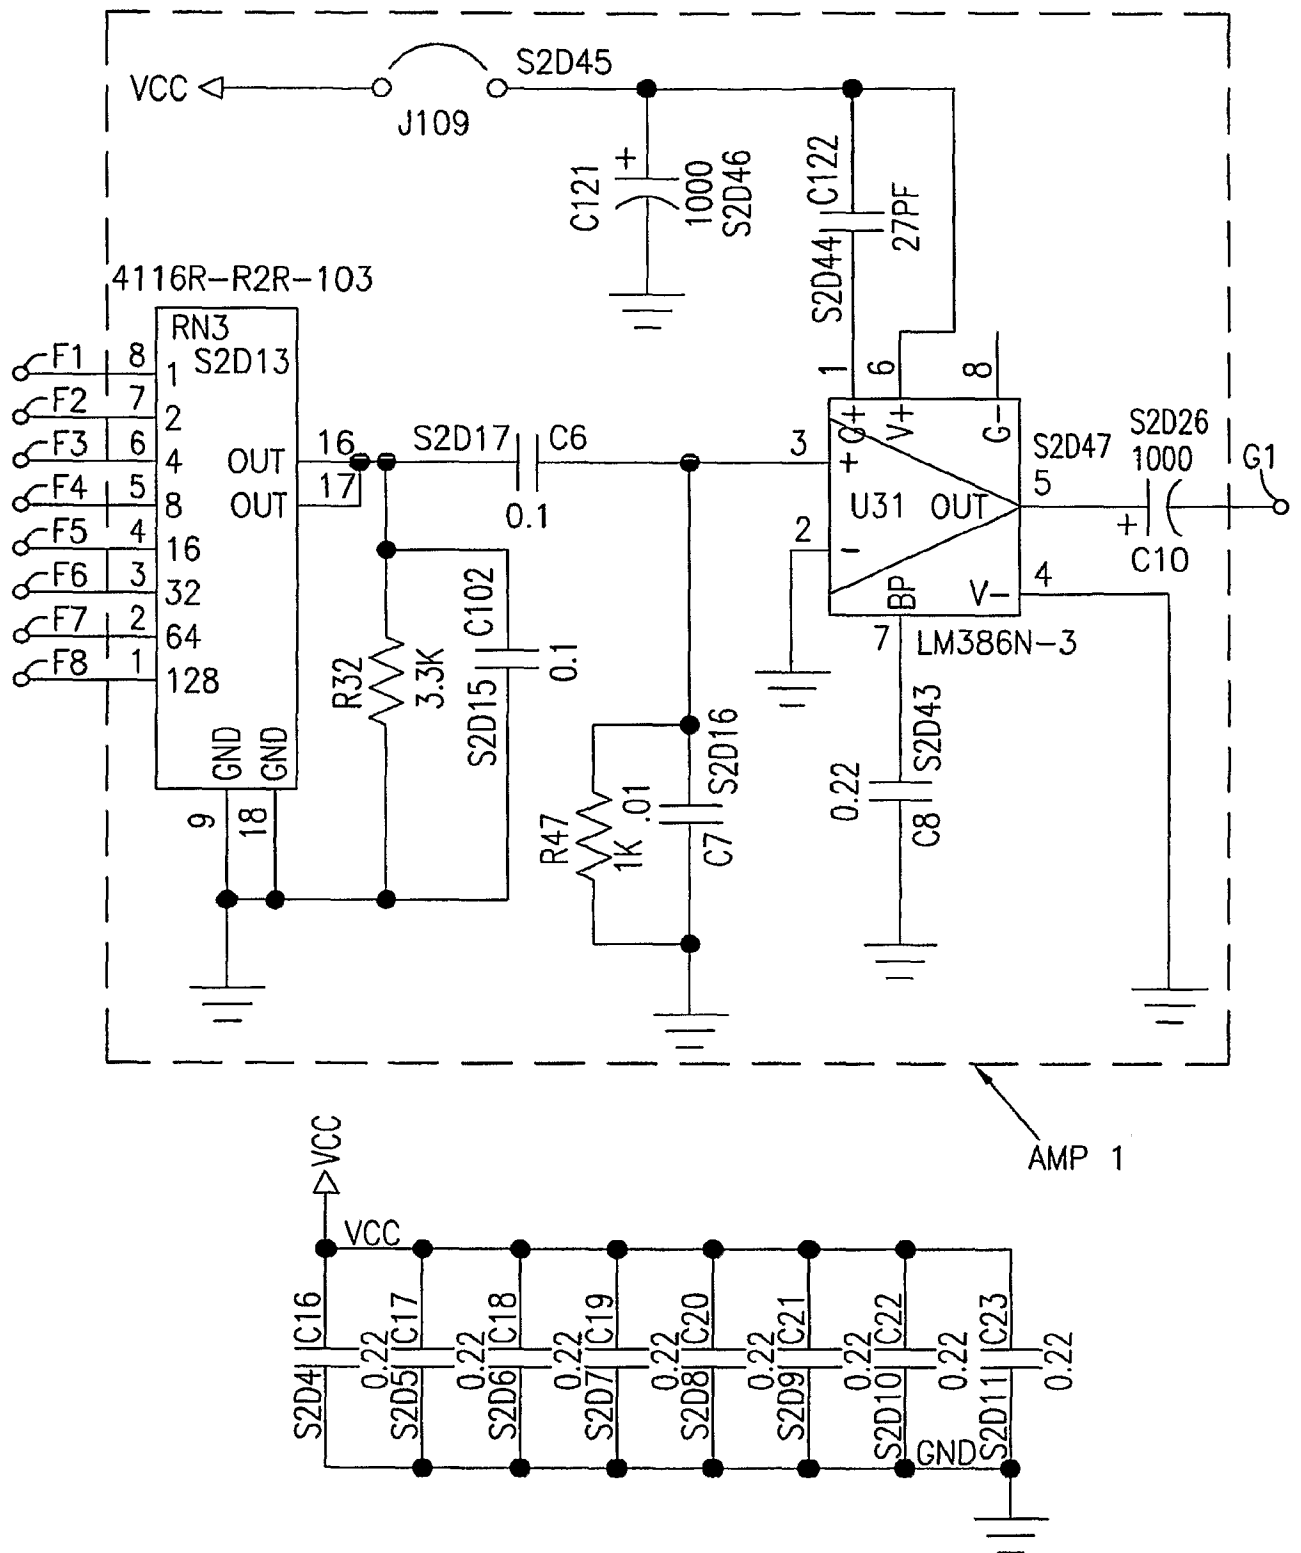 VCC
S2D45
J109
C121
+
1000
S2D46
C122
27PF
S2D44
4116R-R2R-103
RN3
S2D13
F1 8 1
F2 7 2
F3 6 4
F4 5 8
F5 4 16
F6 3 32
F7 2 64
F8 1 128
OUT 16
OUT 17
GND
GND
9
18
S2D17 C6
0.1
R32
3.3K
C102
0.1
S2D15
R47
1K
.01
S2D16
C7
1
6
8
G+
V+
G-
3 +
2 -
U31 OUT
BP
V-
7
LM386N-3
S2D47
5
4
S2D26
1000
+
C10
G1
0.22
S2D43
C8
AMP 1
VCC
VCC
C16
S2D4
0.22
C17
S2D5
0.22
C18
S2D6
0.22
C19
S2D7
0.22
C20
S2D8
0.22
C21
S2D9
0.22
C22
S2D10
0.22
C23
S2D11
0.22
GND